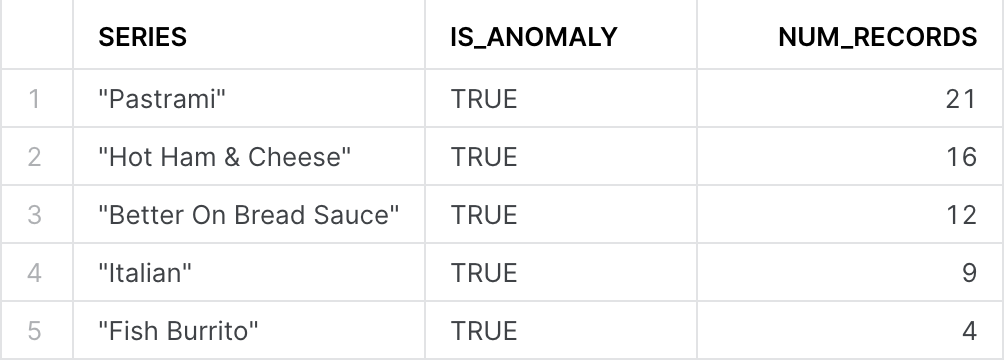 SERIES IS_ANOMALY NUM_RECORDS
1 "Pastrami" TRUE 21
2 "Hot Ham & Cheese" TRUE 16
3 "Better On Bread Sauce" TRUE 12
4 "Italian" TRUE 9
5 "Fish Burrito" TRUE 4